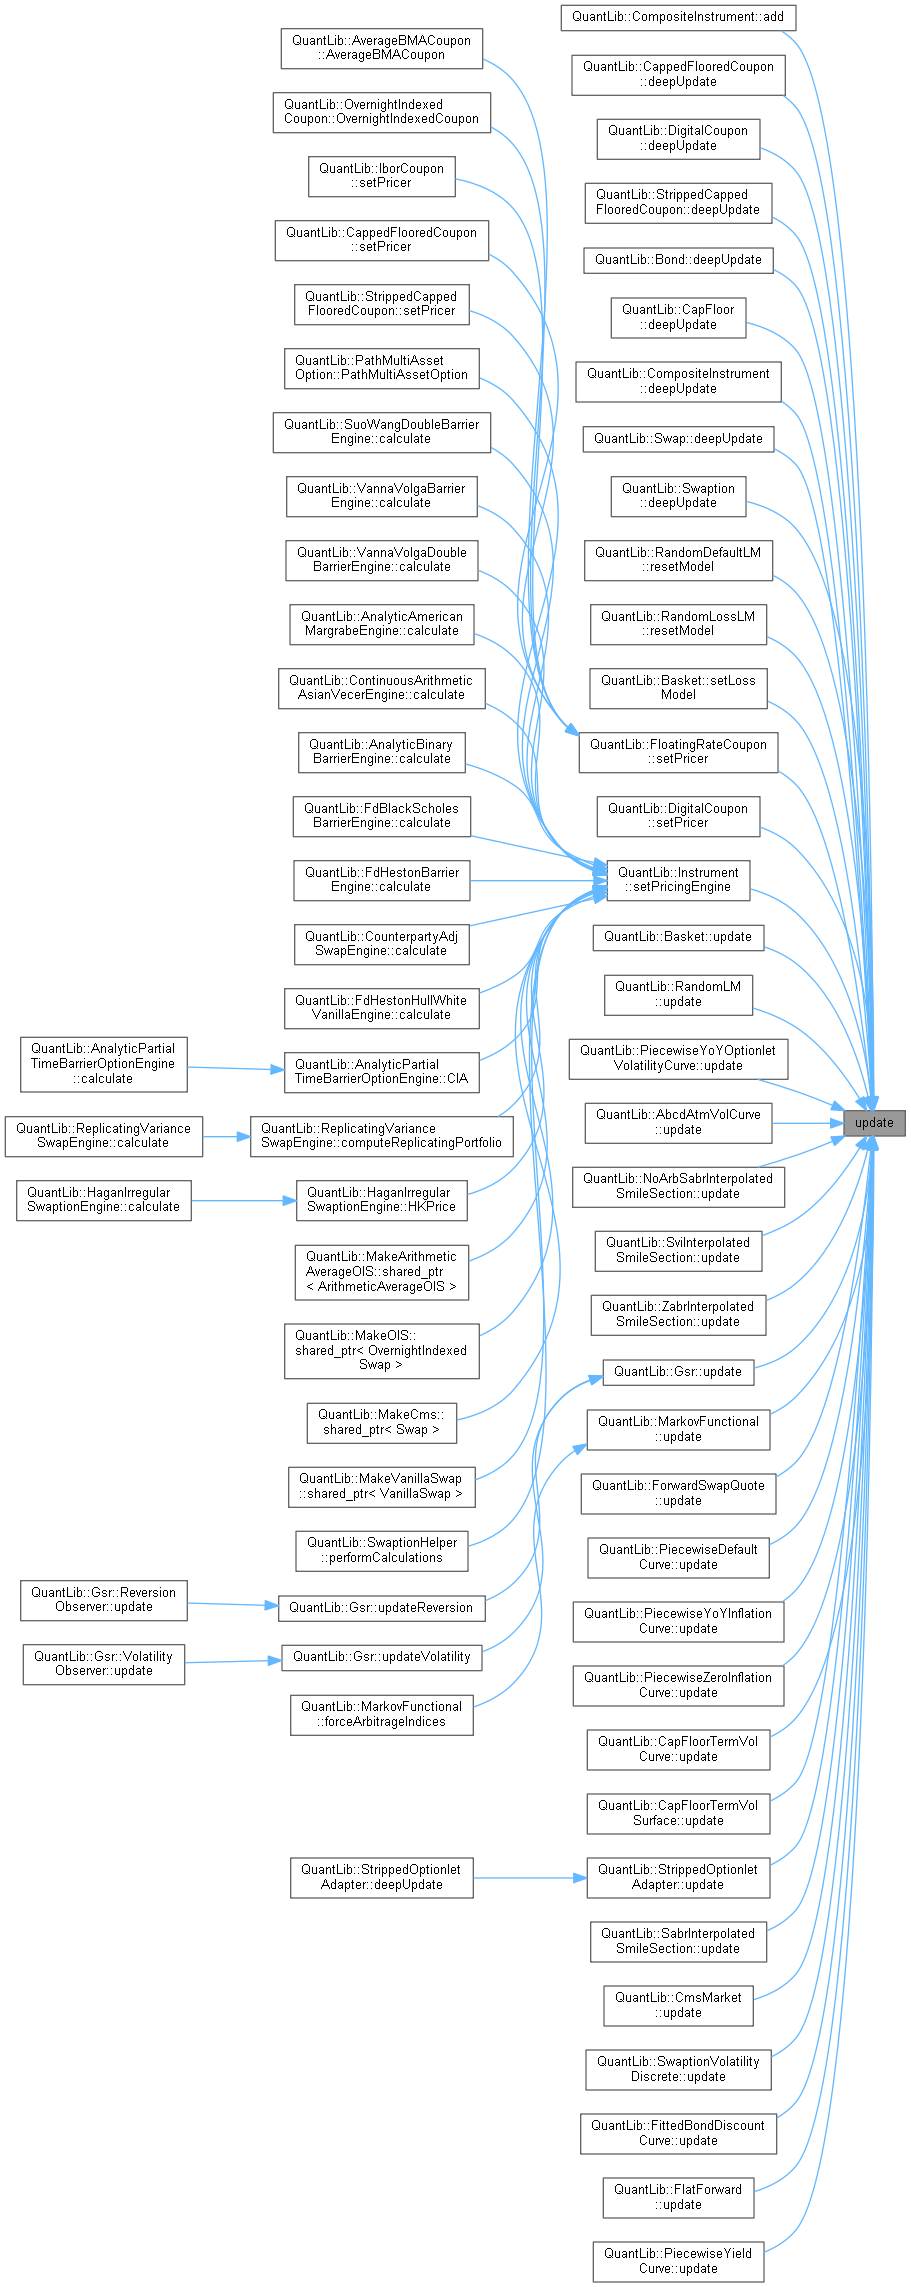 QuantLib::CompositeInstrument::add
QuantLib::AverageBMACoupon
::AverageBMACoupon
QuantLib::CappedFlooredCoupon
::deepUpdate
QuantLib::OvernightIndexed
Coupon::OvernightIndexedCoupon
QuantLib::DigitalCoupon
::deepUpdate
QuantLib::IborCoupon
::setPricer
QuantLib::StrippedCapped
FlooredCoupon::deepUpdate
QuantLib::CappedFlooredCoupon
::setPricer
QuantLib::Bond::deepUpdate
QuantLib::StrippedCapped
FlooredCoupon::setPricer
QuantLib::CapFloor
::deepUpdate
QuantLib::PathMultiAsset
Option::PathMultiAssetOption
QuantLib::CompositeInstrument
::deepUpdate
QuantLib::SuoWangDoubleBarrier
Engine::calculate
QuantLib::Swap::deepUpdate
QuantLib::VannaVolgaBarrier
Engine::calculate
QuantLib::Swaption
::deepUpdate
QuantLib::VannaVolgaDouble
BarrierEngine::calculate
QuantLib::RandomDefaultLM
::resetModel
QuantLib::AnalyticAmerican
MargrabeEngine::calculate
QuantLib::RandomLossLM
::resetModel
QuantLib::ContinuousArithmetic
AsianVecerEngine::calculate
QuantLib::Basket::setLoss
Model
QuantLib::AnalyticBinary
BarrierEngine::calculate
QuantLib::FloatingRateCoupon
::setPricer
QuantLib::FdBlackScholes
BarrierEngine::calculate
QuantLib::DigitalCoupon
::setPricer
QuantLib::FdHestonBarrier
Engine::calculate
QuantLib::Instrument
::setPricingEngine
QuantLib::CounterpartyAdj
SwapEngine::calculate
QuantLib::Basket::update
QuantLib::FdHestonHullWhite
VanillaEngine::calculate
QuantLib::RandomLM
::update
QuantLib::AnalyticPartial
TimeBarrierOptionEngine
::calculate
QuantLib::AnalyticPartial
TimeBarrierOptionEngine::CIA
QuantLib::PiecewiseYoYOptionlet
VolatilityCurve::update
QuantLib::ReplicatingVariance
SwapEngine::calculate
QuantLib::ReplicatingVariance
SwapEngine::computeReplicatingPortfolio
QuantLib::AbcdAtmVolCurve
::update
update
QuantLib::HaganIrregular
SwaptionEngine::calculate
QuantLib::HaganIrregular
SwaptionEngine::HKPrice
QuantLib::NoArbSabrInterpolated
SmileSection::update
QuantLib::MakeArithmetic
AverageOIS::shared_ptr
< ArithmeticAverageOIS >
QuantLib::SviInterpolated
SmileSection::update
QuantLib::MakeOIS::
shared_ptr< OvernightIndexed
Swap >
QuantLib::ZabrInterpolated
SmileSection::update
QuantLib::Gsr::update
QuantLib::MakeCms::
shared_ptr< Swap >
QuantLib::MarkovFunctional
::update
QuantLib::MakeVanillaSwap
::shared_ptr< VanillaSwap >
QuantLib::ForwardSwapQuote
::update
QuantLib::SwaptionHelper
::performCalculations
QuantLib::PiecewiseDefault
Curve::update
QuantLib::Gsr::Reversion
Observer::update
QuantLib::Gsr::updateReversion
QuantLib::PiecewiseYoYInflation
Curve::update
QuantLib::Gsr::Volatility
Observer::update
QuantLib::Gsr::updateVolatility
QuantLib::PiecewiseZeroInflation
Curve::update
QuantLib::MarkovFunctional
::forceArbitrageIndices
QuantLib::CapFloorTermVol
Curve::update
QuantLib::CapFloorTermVol
Surface::update
QuantLib::StrippedOptionlet
Adapter::deepUpdate
QuantLib::StrippedOptionlet
Adapter::update
QuantLib::SabrInterpolated
SmileSection::update
QuantLib::CmsMarket
::update
QuantLib::SwaptionVolatility
Discrete::update
QuantLib::FittedBondDiscount
Curve::update
QuantLib::FlatForward
::update
QuantLib::PiecewiseYield
Curve::update